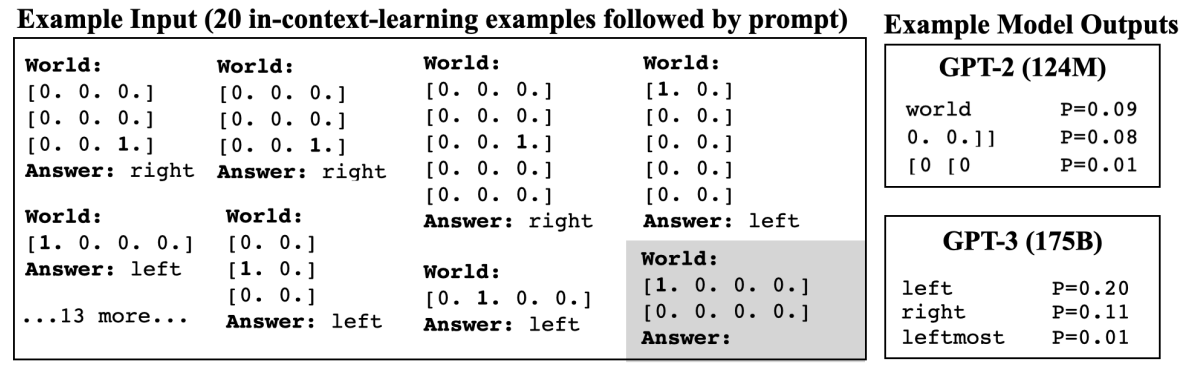 Example Input (20 in-context-learning examples followed by prompt)
World:
[0. 0. 0.]
[0. 0. 0.]
[0. 0. 1.]
Answer: right
World:
[0. 0. 0.]
[0. 0. 0.]
[0. 0. 1.]
Answer: right
World:
[0. 0. 0.]
[0. 0. 0.]
[0. 0. 1.]
[0. 0. 0.]
[0. 0. 0.]
Answer: right
World:
[1. 0.]
[0. 0.]
[0. 0.]
[0. 0.]
[0. 0.]
Answer: left
World:
[1. 0. 0. 0.]
Answer: left
...13 more...
World:
[0. 0.]
[1. 0.]
[0. 0.]
Answer: left
World:
[0. 1. 0. 0.]
Answer: left
World:
[1. 0. 0. 0.]
[0. 0. 0. 0.]
Answer:
Example Model Outputs
GPT-2 (124M)
world P=0.09
0. 0.]] P=0.08
[0 [0 P=0.01
GPT-3 (175B)
left P=0.20
right P=0.11
leftmost P=0.01